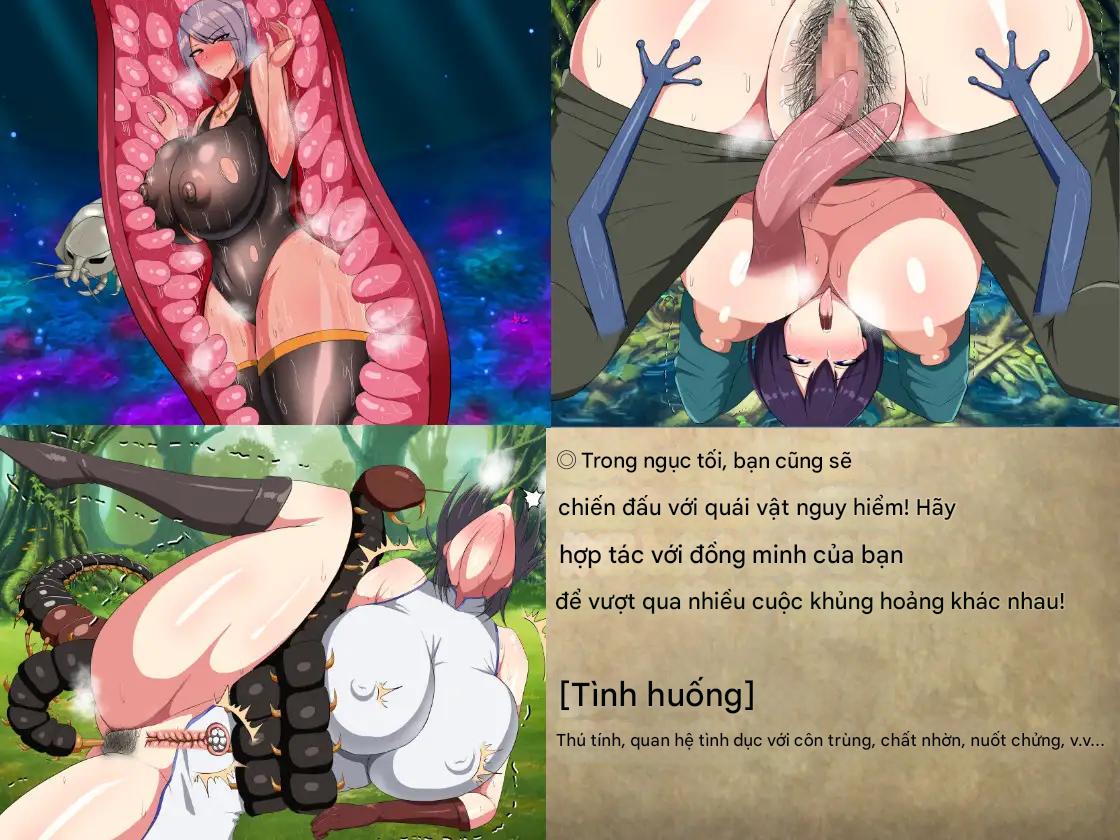 ◎ Trong ngục tối, bạn cũng sẽ
chiến đấu với quái vật nguy hiểm! Hãy
hợp tác với đồng minh của bạn
để vượt qua nhiều cuộc khủng hoảng khác nhau!
[Tình huống]
Thú tính, quan hệ tình dục với côn trùng, chất nhờn, nuốt chửng, v.v...